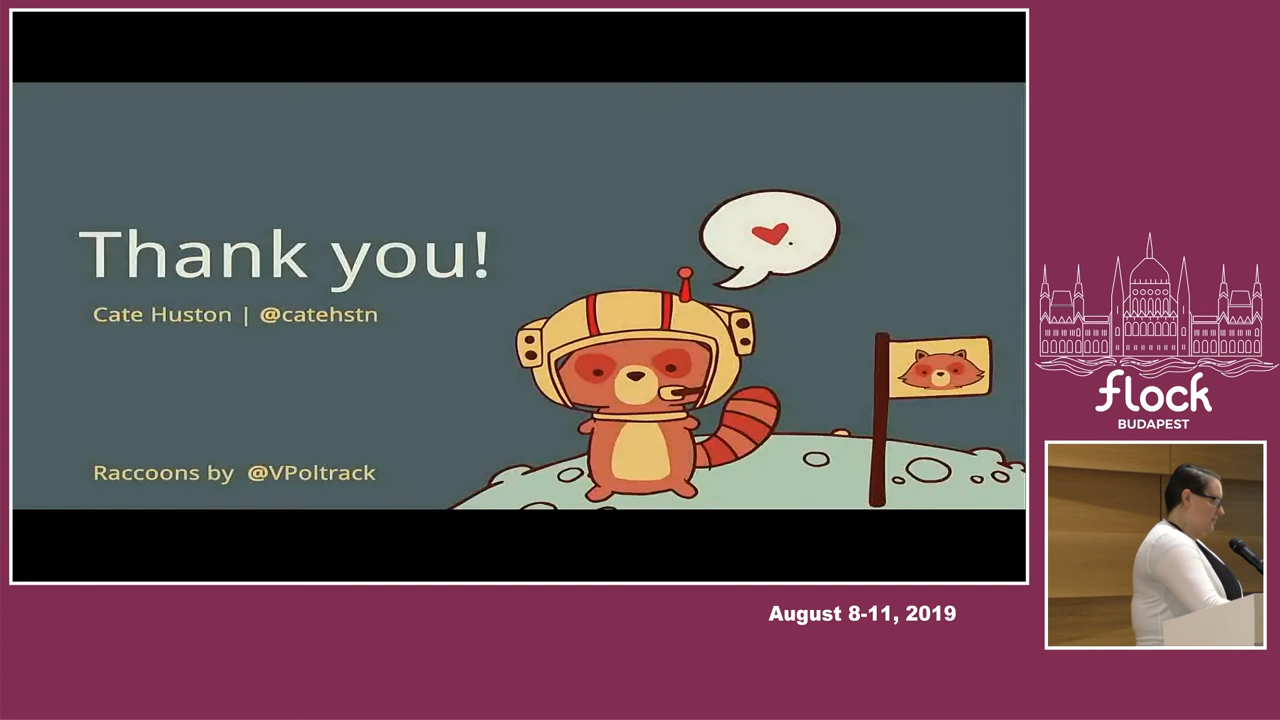 Thank you!
Cate Huston | @catehstn
Raccoons by @VPoltrack
flock
BUDAPEST
August 8-11, 2019